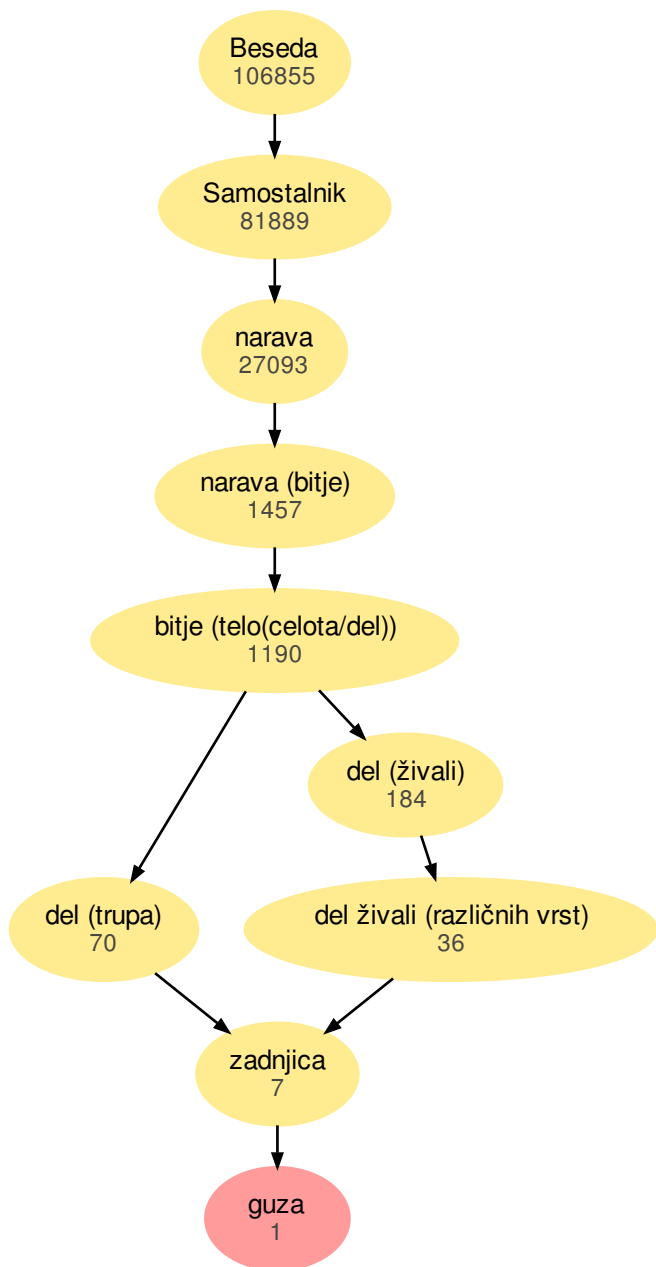 Beseda
106855
Samostalnik
81889
narava
27093
narava (bitje)
1457
bitje (telo(celota/del))
1190
del (živali)
184
del (trupa)
70
del živali (različnih vrst)
36
zadnjica
7
guza
1